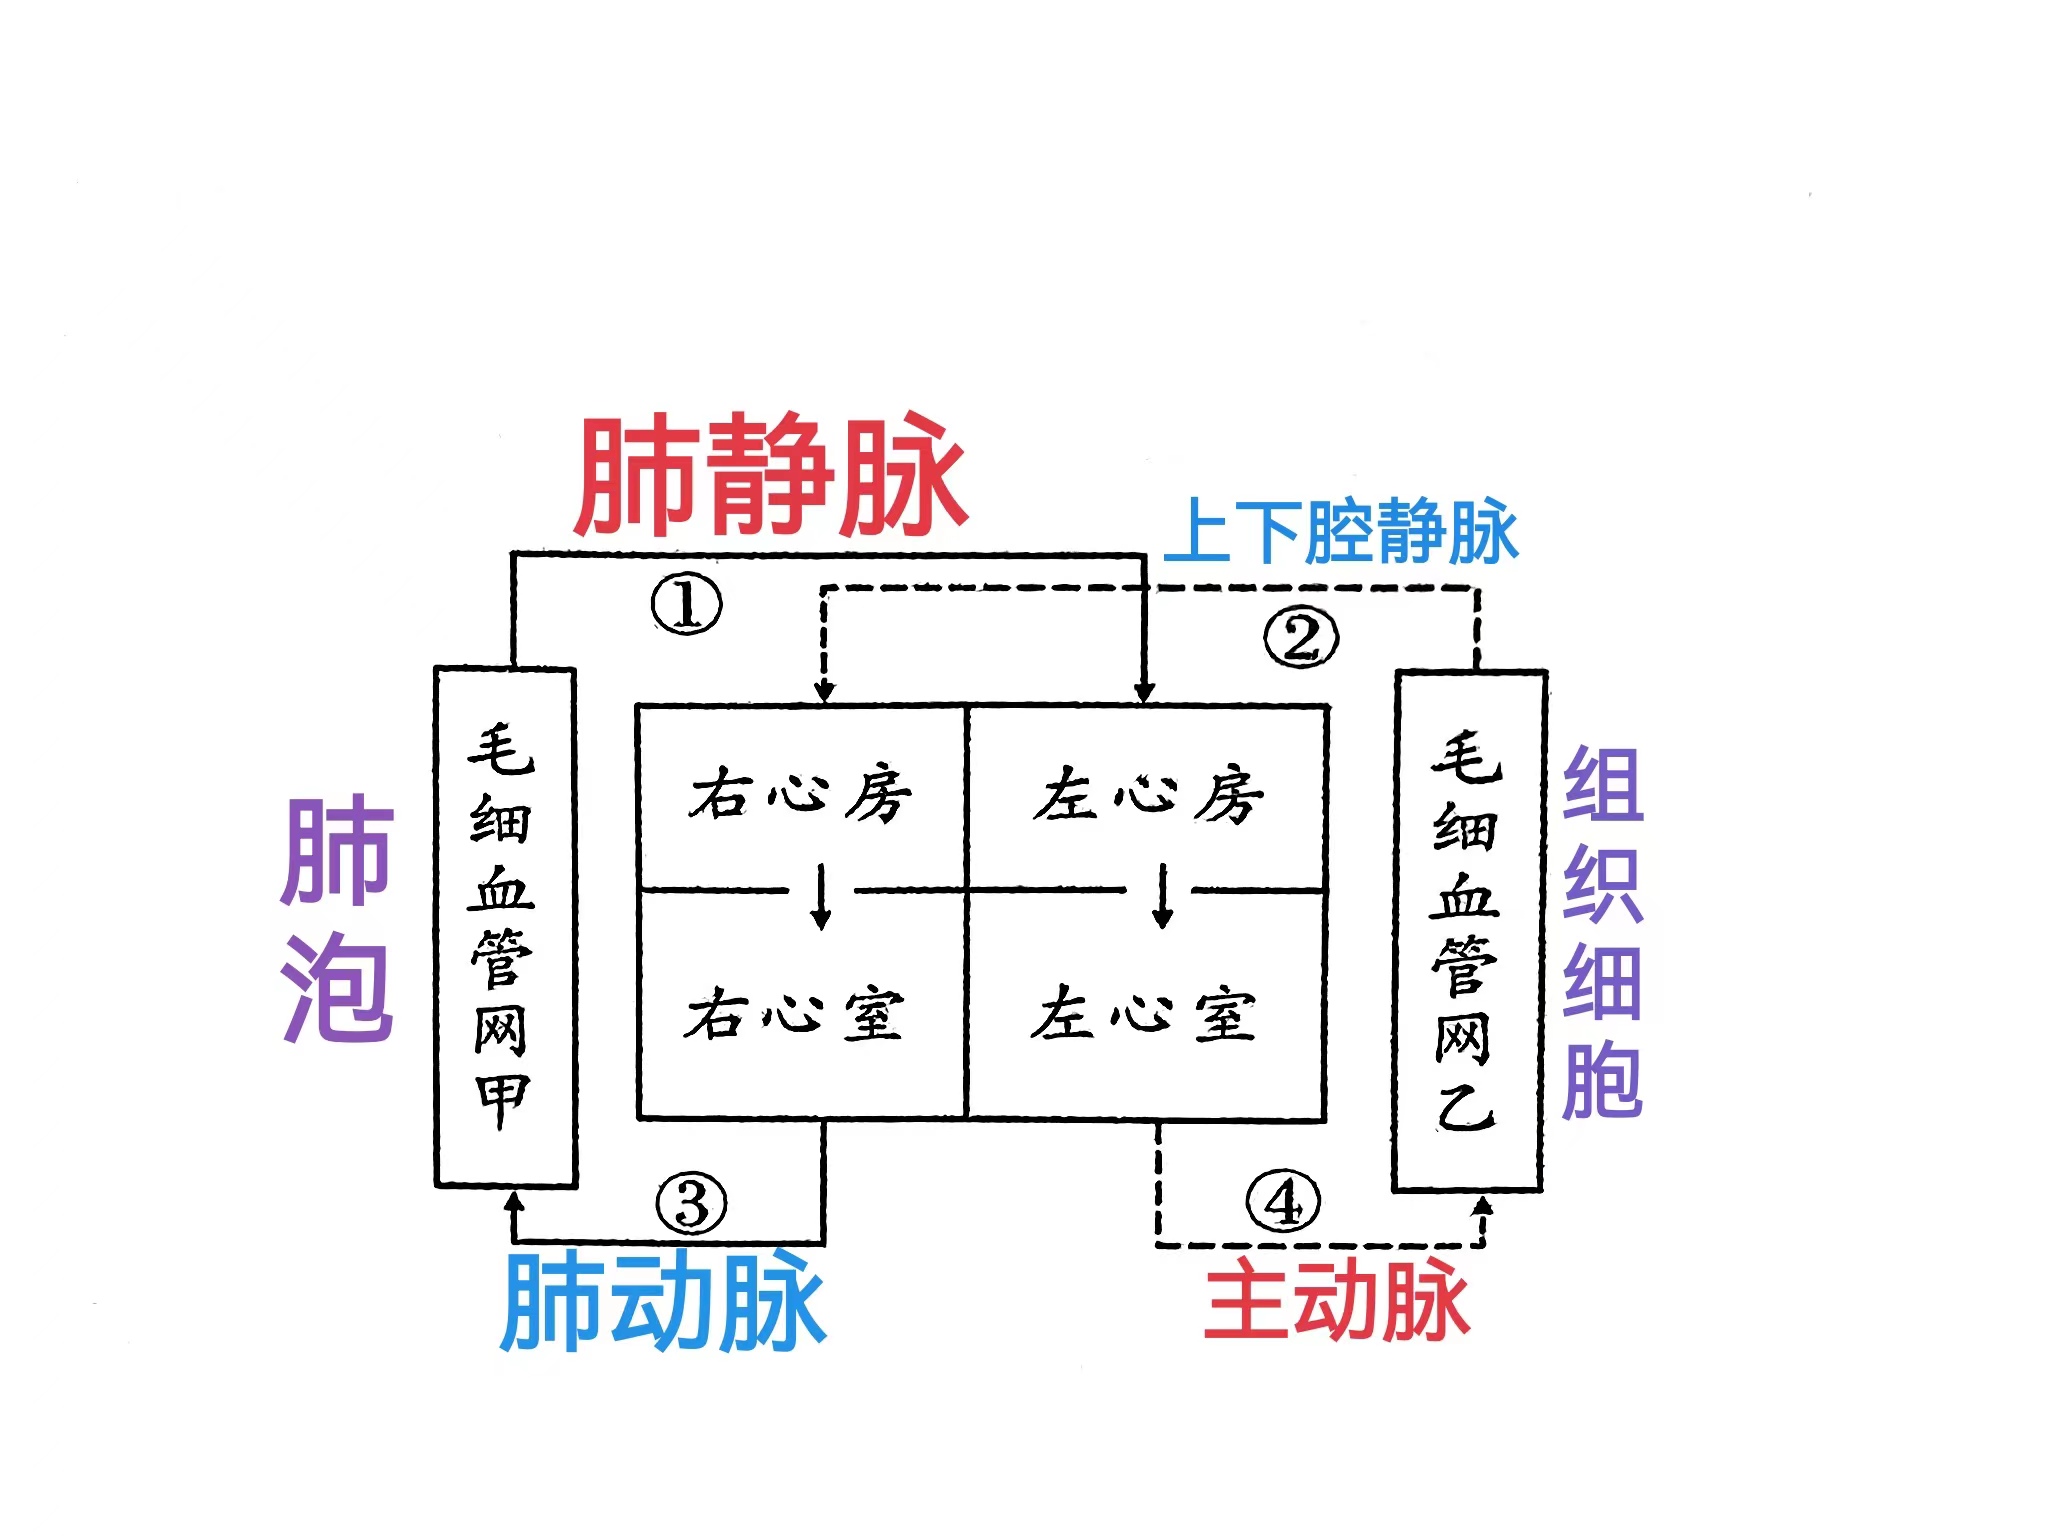 肺静脉
上下腔静脉
①
②
肺泡
毛细血管网甲
右心房
左心房
右心室
左心室
毛细血管网乙
组织细胞
③
④
肺动脉
主动脉